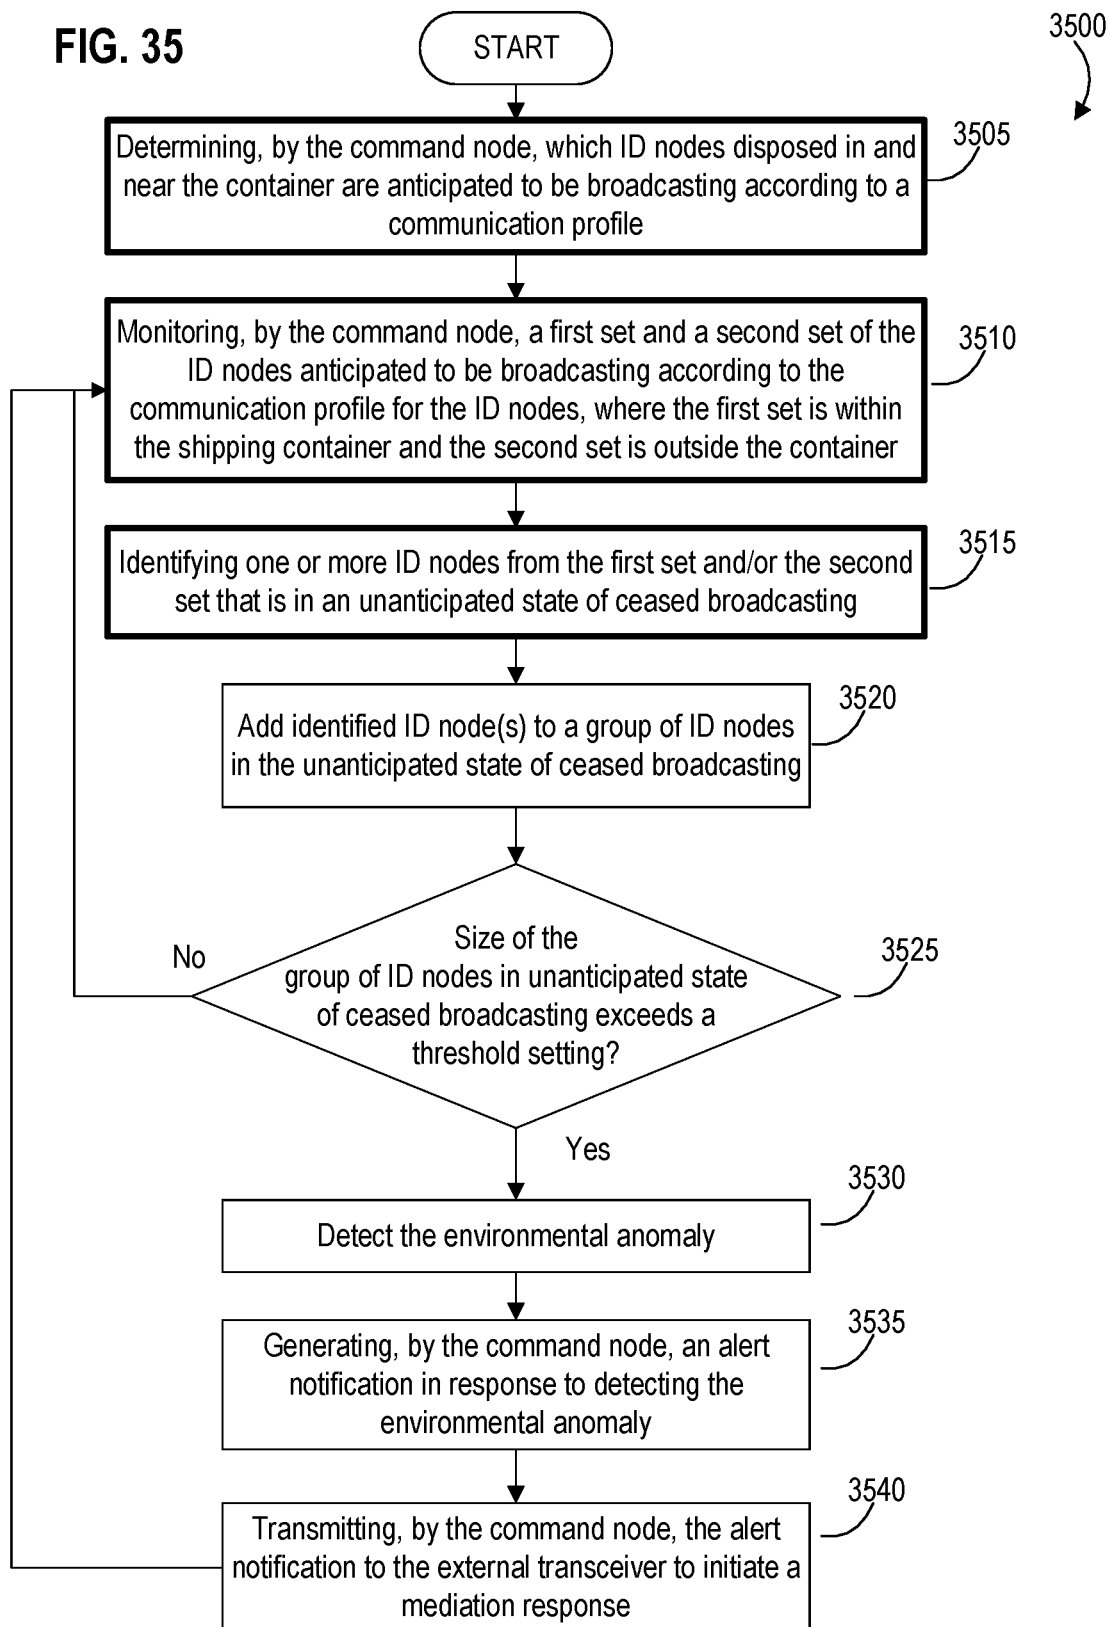 FIG. 35
START
3500
Determining, by the command node, which ID nodes disposed in and
near the container are anticipated to be broadcasting according to a
communication profile
3505
Monitoring, by the command node, a first set and a second set of the
ID nodes anticipated to be broadcasting according to the
communication profile for the ID nodes, where the first set is within
the shipping container and the second set is outside the container
3510
Identifying one or more ID nodes from the first set and/or the second
set that is in an unanticipated state of ceased broadcasting
3515
Add identified ID node(s) to a group of ID nodes
in the unanticipated state of ceased broadcasting
3520
Size of the
group of ID nodes in unanticipated state
of ceased broadcasting exceeds a
threshold setting?
3525
No
Yes
Detect the environmental anomaly
3530
Generating, by the command node, an alert
notification in response to detecting the
environmental anomaly
3535
Transmitting, by the command node, the alert
notification to the external transceiver to initiate a
mediation response
3540